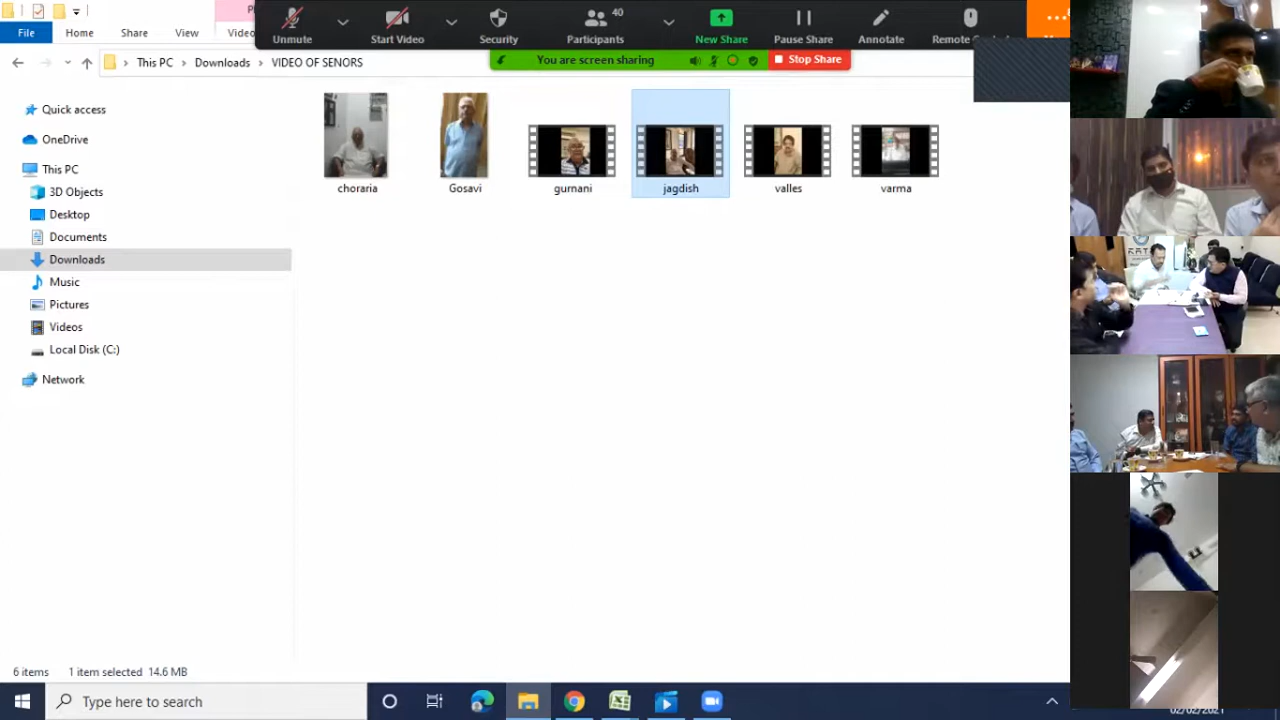 40
Unmute Start Video Security Participants New Share Pause Share Annotate
File Home Share View
You are screen sharing Stop Share
This PC Downloads VIDEO OF SENORS
Quick access
OneDrive
This PC
3D Objects
Desktop
Documents
Downloads
Music
Pictures
Videos
Local Disk (C:)
Network
choraria Gosavi gurnani jagdish valles varma
6 items 1 item selected 14.6 MB
Type here to search